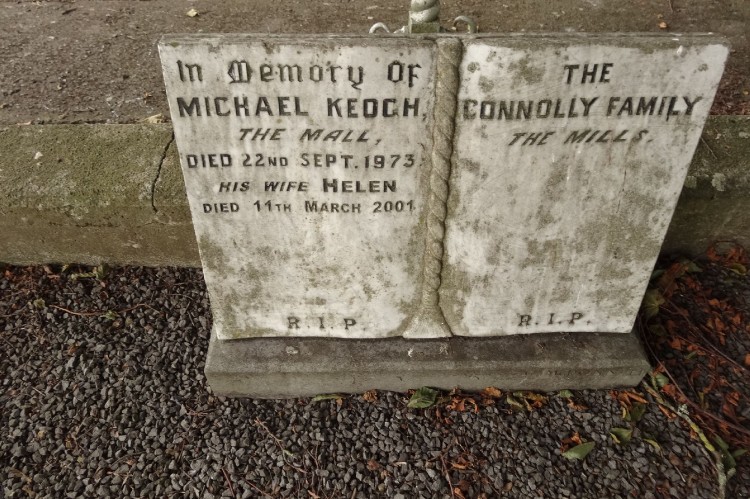 In Memory Of
MICHAEL KEOGH,
THE MALL,
DIED 22ND SEPT. 1973
HIS WIFE HELEN
DIED 11TH MARCH 2001
R. I. P.
THE
CONNOLLY FAMILY
THE MILLS.
R. I. P.